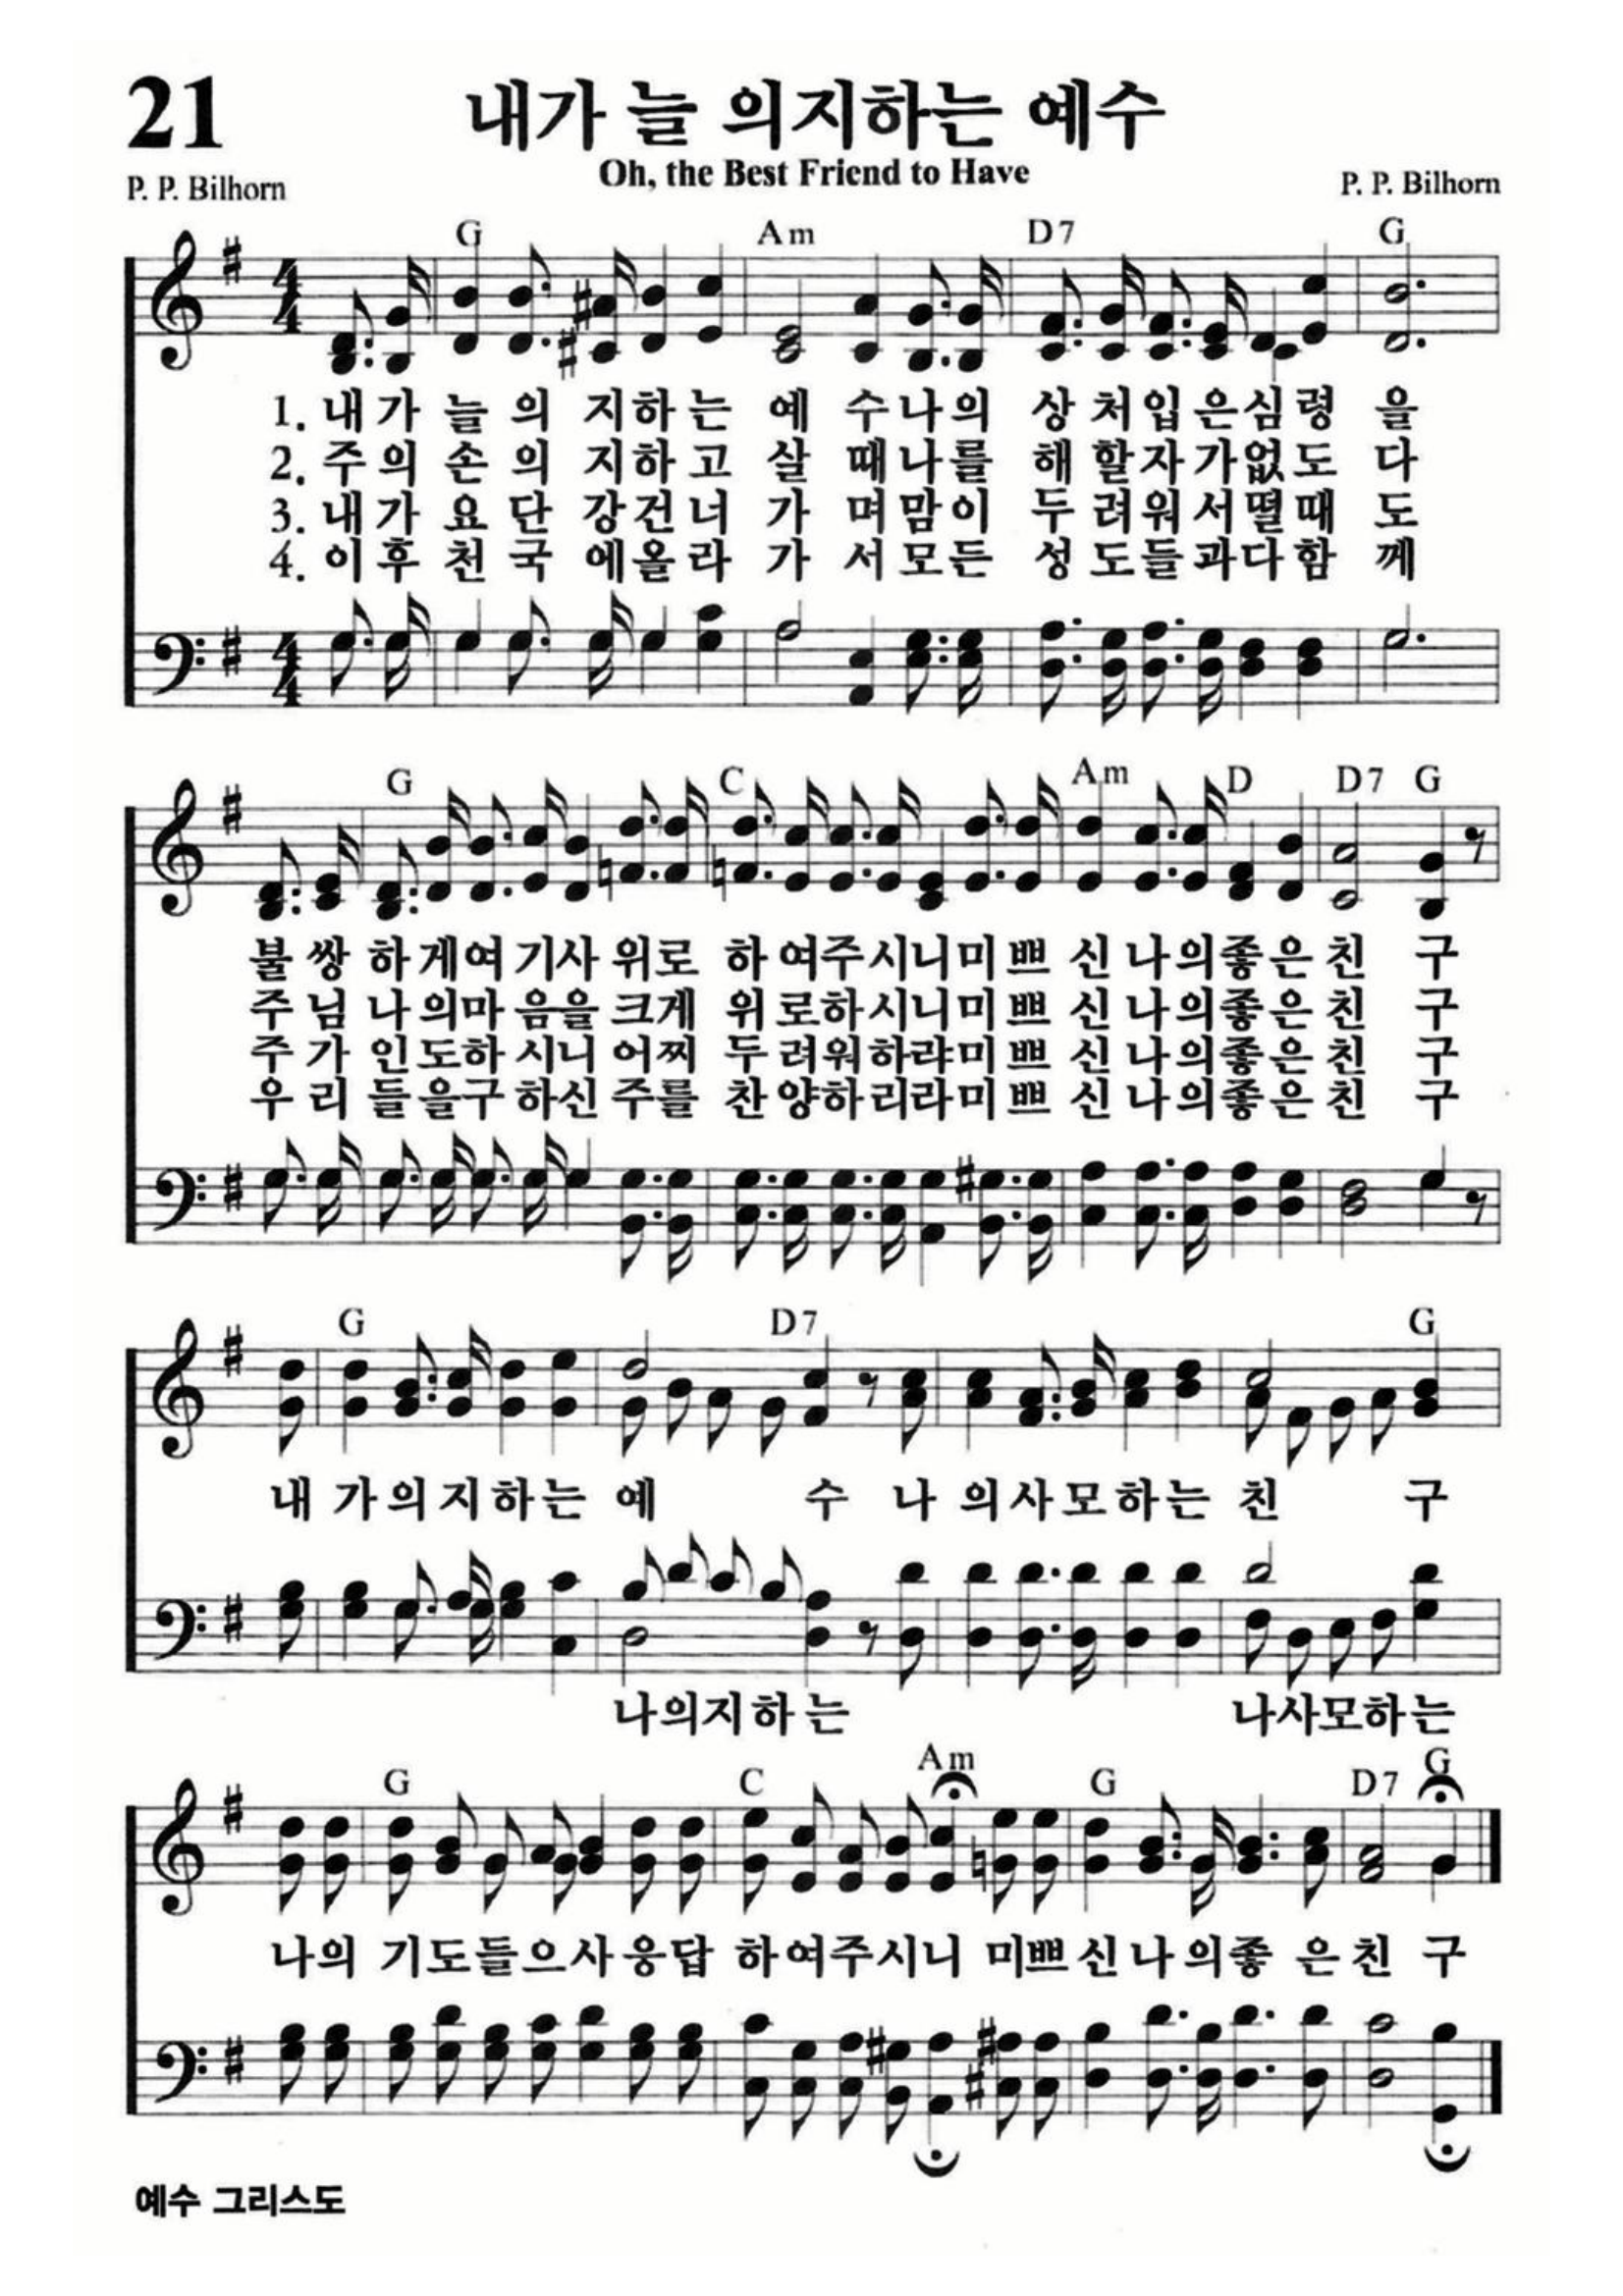 21
내가 늘 의지하는 예수
Oh, the Best Friend to Have
P. P. Bilhorn
P. P. Bilhorn
G Am D7 G
4
4
1. 내 가 늘 의 지하 는 예 수나의 상 처입 은심 령 을
2. 주의 손 의 지하 고 살 때나를 해 할자가없도 다
3. 내가 요 단 강건너 가 며맘이 두 려워서떨때 도
4. 이후 천 국 에올라 가 서모든 성 도들과다함 께
4
4
G C Am D D7 G
불 쌍 하 게여 기사 위로 하 여주시니미 쁘 신 나의좋은 친 구
주 님 나 의마 음을 크게 위 로하시니미 쁘 신 나의좋은 친 구
주 가 인도하 시니 어찌 두 려워하랴미 쁘 신 나의좋은 친 구
우 리 들을구 하신 주를 찬 양하리라미 쁘 신 나의좋은 친 구
G D7 G
내 가의 지 하 는 예 수 나 의사 모하 는 친 구
나의지하 는 나사모하는
G C Am G D7 G
나의 기도들으사 응답 하여주시니 미쁘신 나 의좋 은 친 구
예수 그리스도